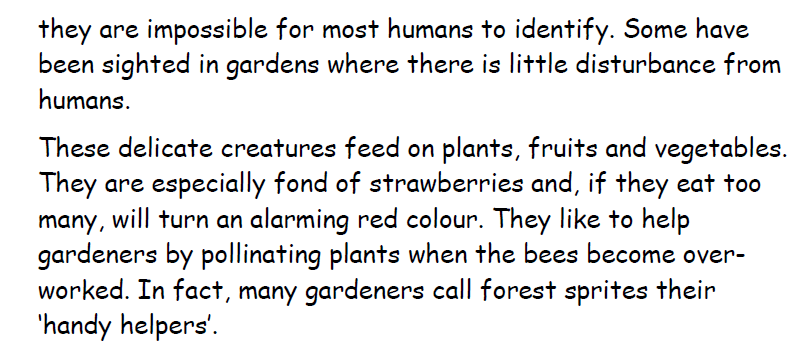 they are impossible for most humans to identify. Some have
been sighted in gardens where there is little disturbance from
humans.
These delicate creatures feed on plants, fruits and vegetables.
They are especially fond of strawberries and, if they eat too
many, will turn an alarming red colour. They like to help
gardeners by pollinating plants when the bees become over-
worked. In fact, many gardeners call forest sprites their
‘handy helpers’.